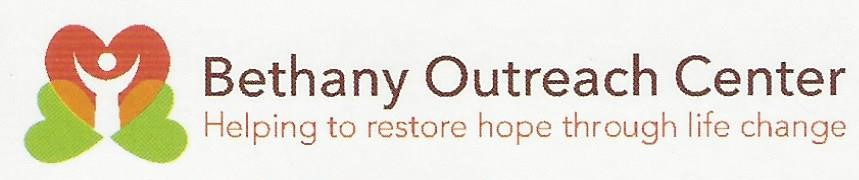 Bethany Outreach Center
Helping to restore hope through life change